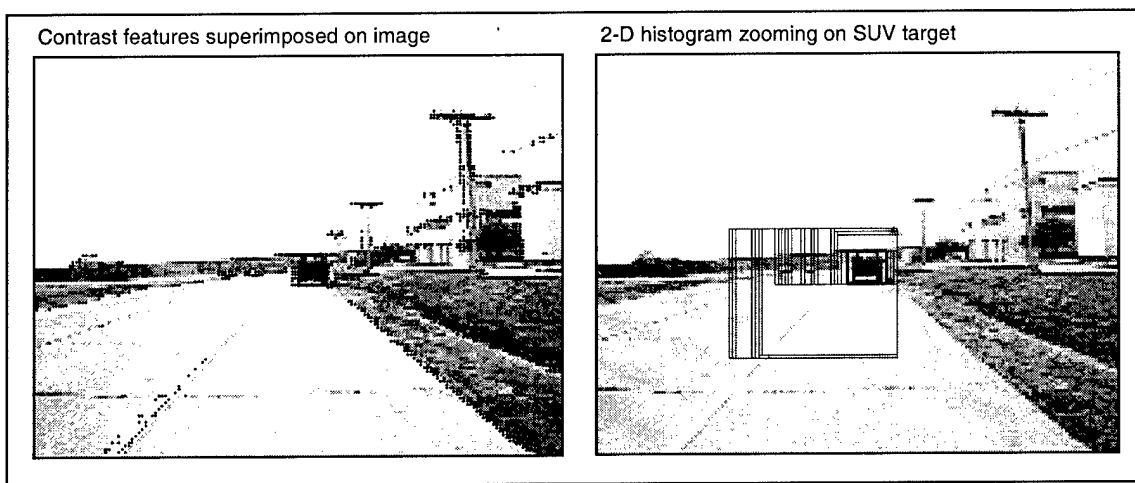 Contrast features superimposed on image
2-D histogram zooming on SUV target